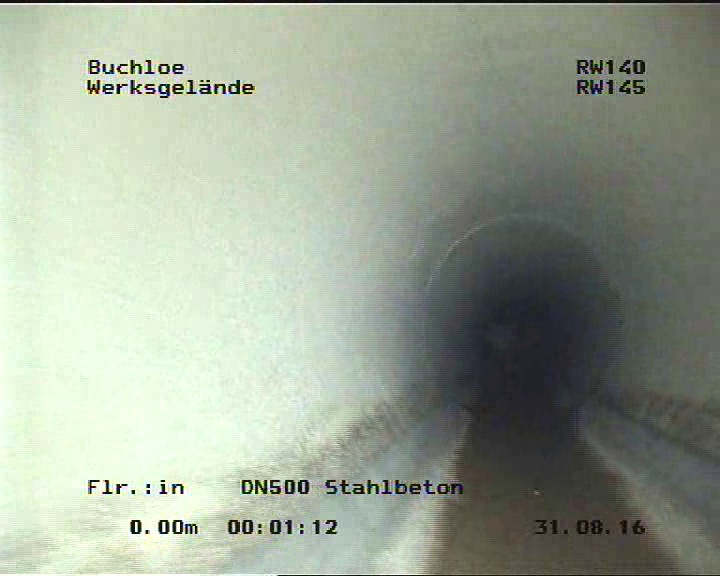 Buchloe RW140
Werksgelände RW145
Flr.:in DN500 Stahlbeton
0.00m 00:01:12 31.08.16